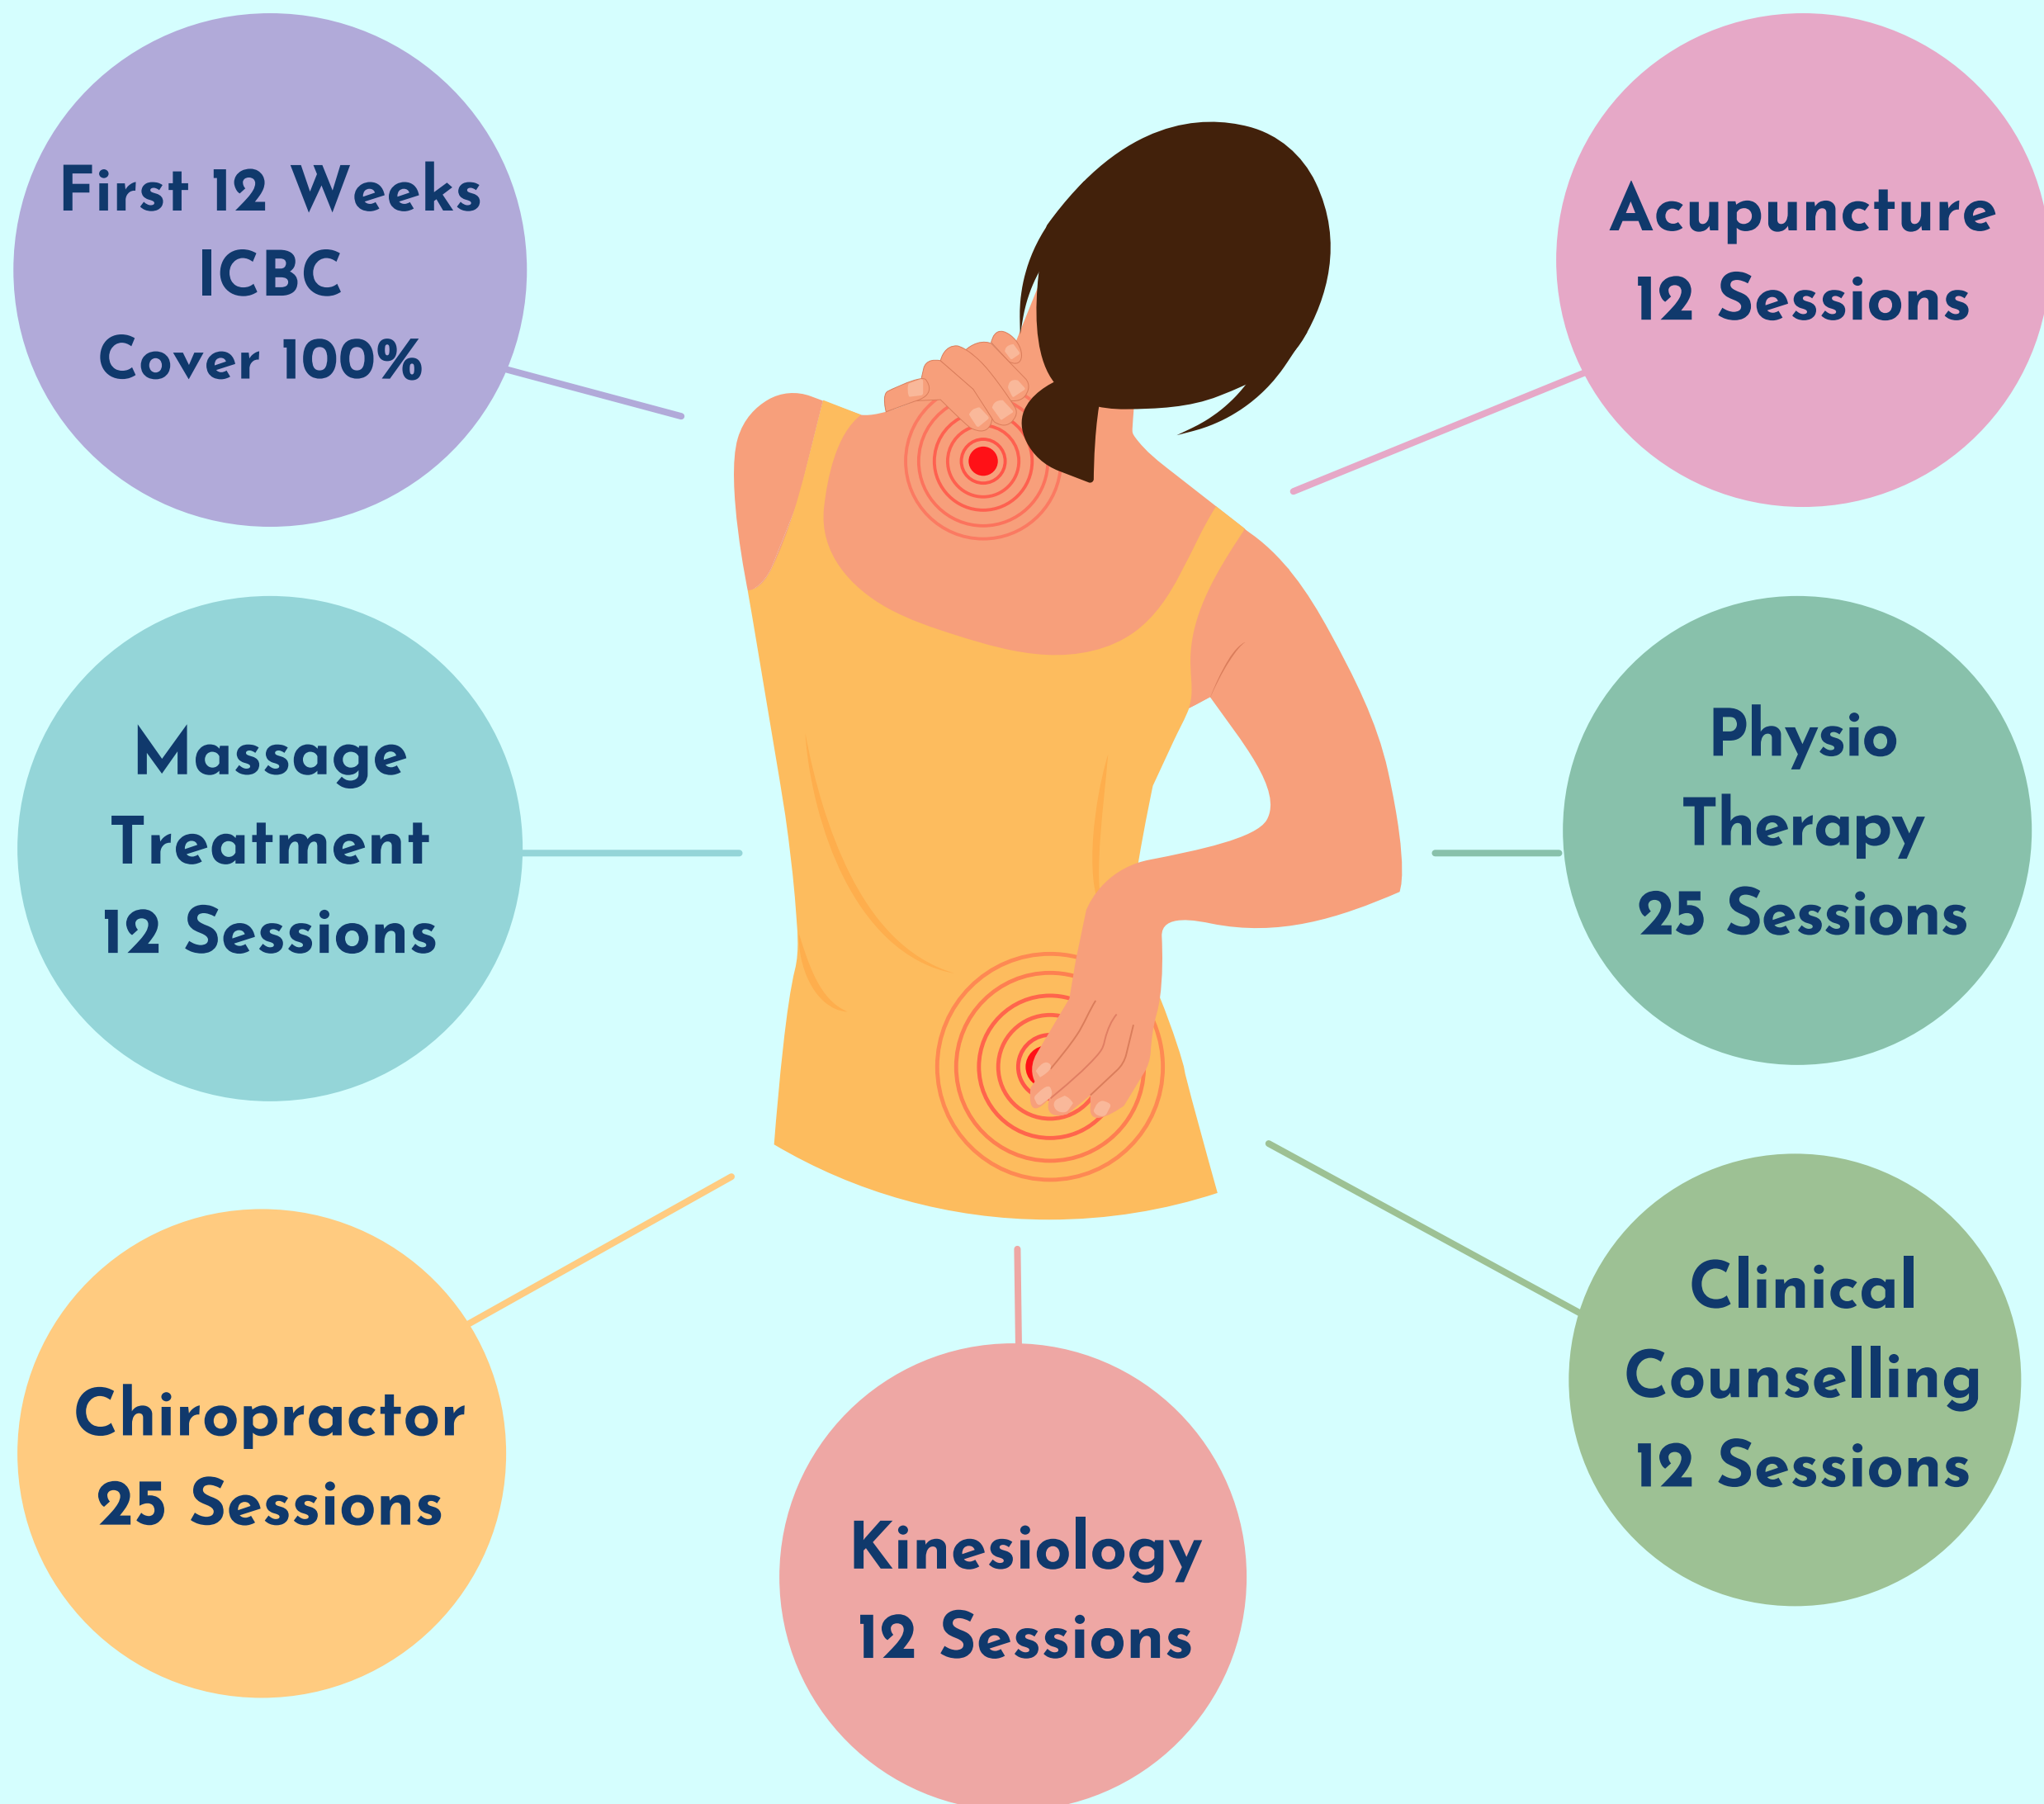 First 12 Weeks
ICBC
Cover 100%
Acupuncture
12 Sessions
Massage
Treatment
12 Sessions
Physio
Therapy
25 Sessions
Chiropractor
25 Sessions
Clinical
Counselling
12 Sessions
Kinesiology
12 Sessions